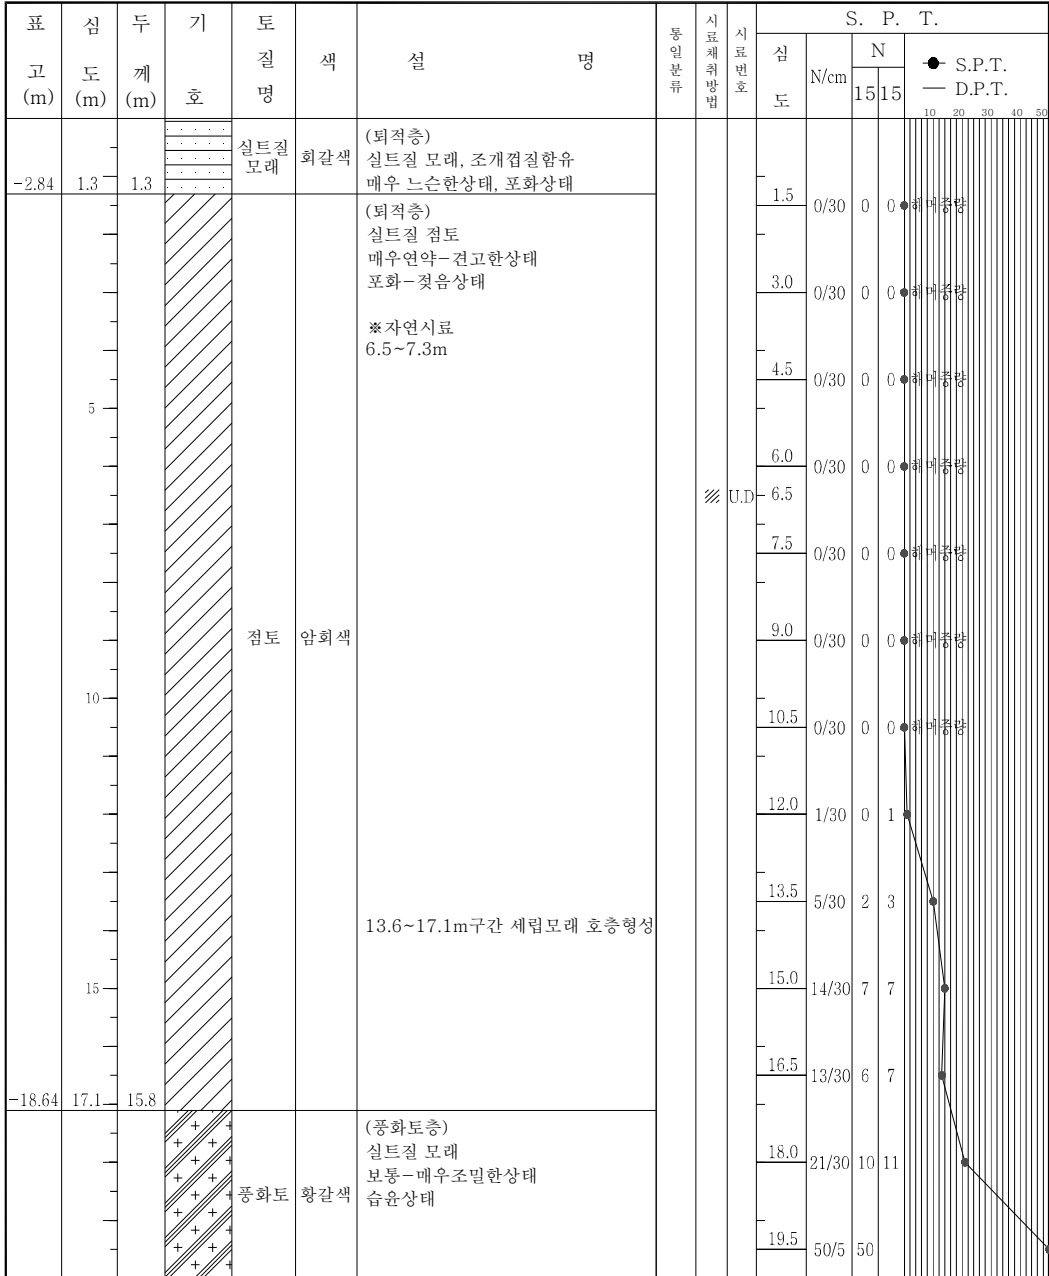 표 고 (m)
심 도 (m)
두 께 (m)
기 호
토 질 명
색
설 명
통일분류
시료채취방법
시료번호
S. P. T.
심 도
N/cm
N
15 15
S.P.T.
D.P.T.
10 20 30 40 50
실트질
모래
회갈색
(퇴적층)
실트질 모래, 조개껍질함유
매우 느슨한상태, 포화상태
-2.84 1.3 1.3
(퇴적층)
실트질 점토
매우연약-견고한상태
포화-젖음상태
※자연시료
6.5~7.3m
1.5 0/30 0 0 해머중량
3.0 0/30 0 0 해머중량
4.5 0/30 0 0 해머중량
5
6.0 0/30 0 0 해머중량
U.D 6.5
7.5 0/30 0 0 해머중량
점토 암회색
9.0 0/30 0 0 해머중량
10
10.5 0/30 0 0 해머중량
12.0 1/30 0 1
13.5 5/30 2 3
13.6~17.1m구간 세립모래 호층형성
15
15.0 14/30 7 7
16.5 13/30 6 7
-18.64 17.1 15.8
(풍화토층)
실트질 모래
보통-매우조밀한상태
습윤상태
18.0 21/30 10 11
풍화토 황갈색
19.5 50/5 50